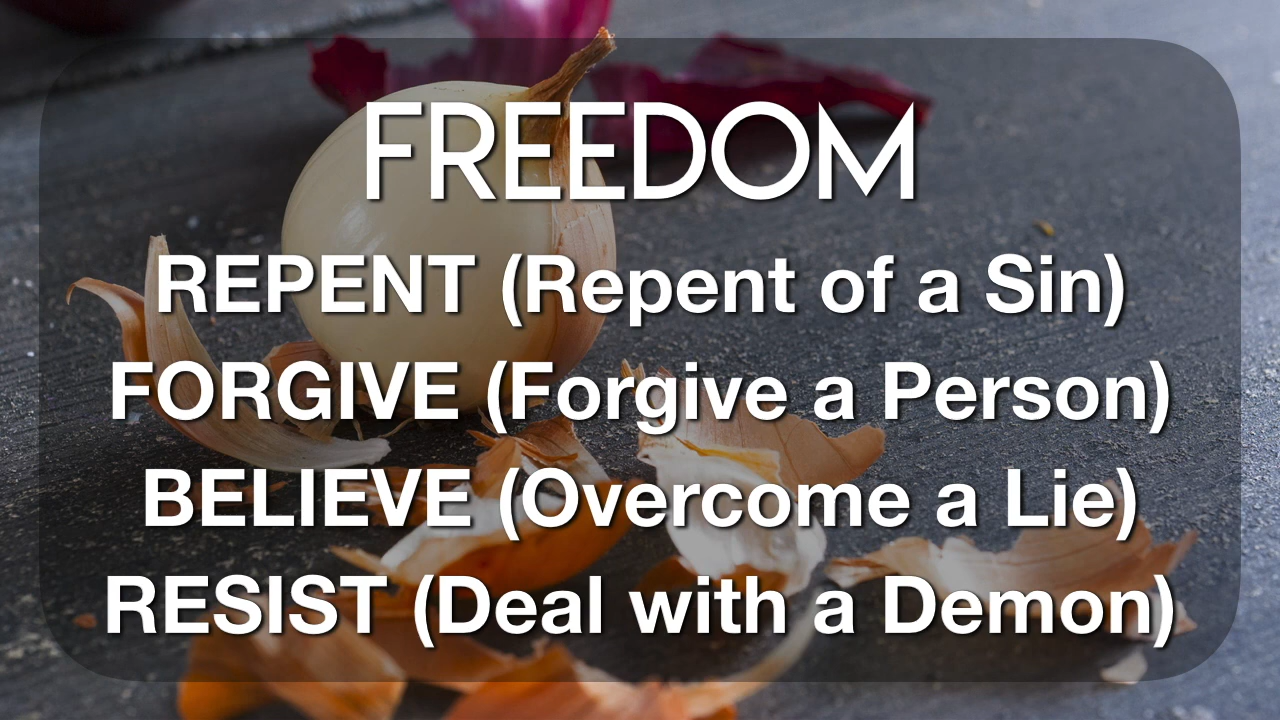 FREEDOM
REPENT (Repent of a Sin)
FORGIVE (Forgive a Person)
BELIEVE (Overcome a Lie)
RESIST (Deal with a Demon)